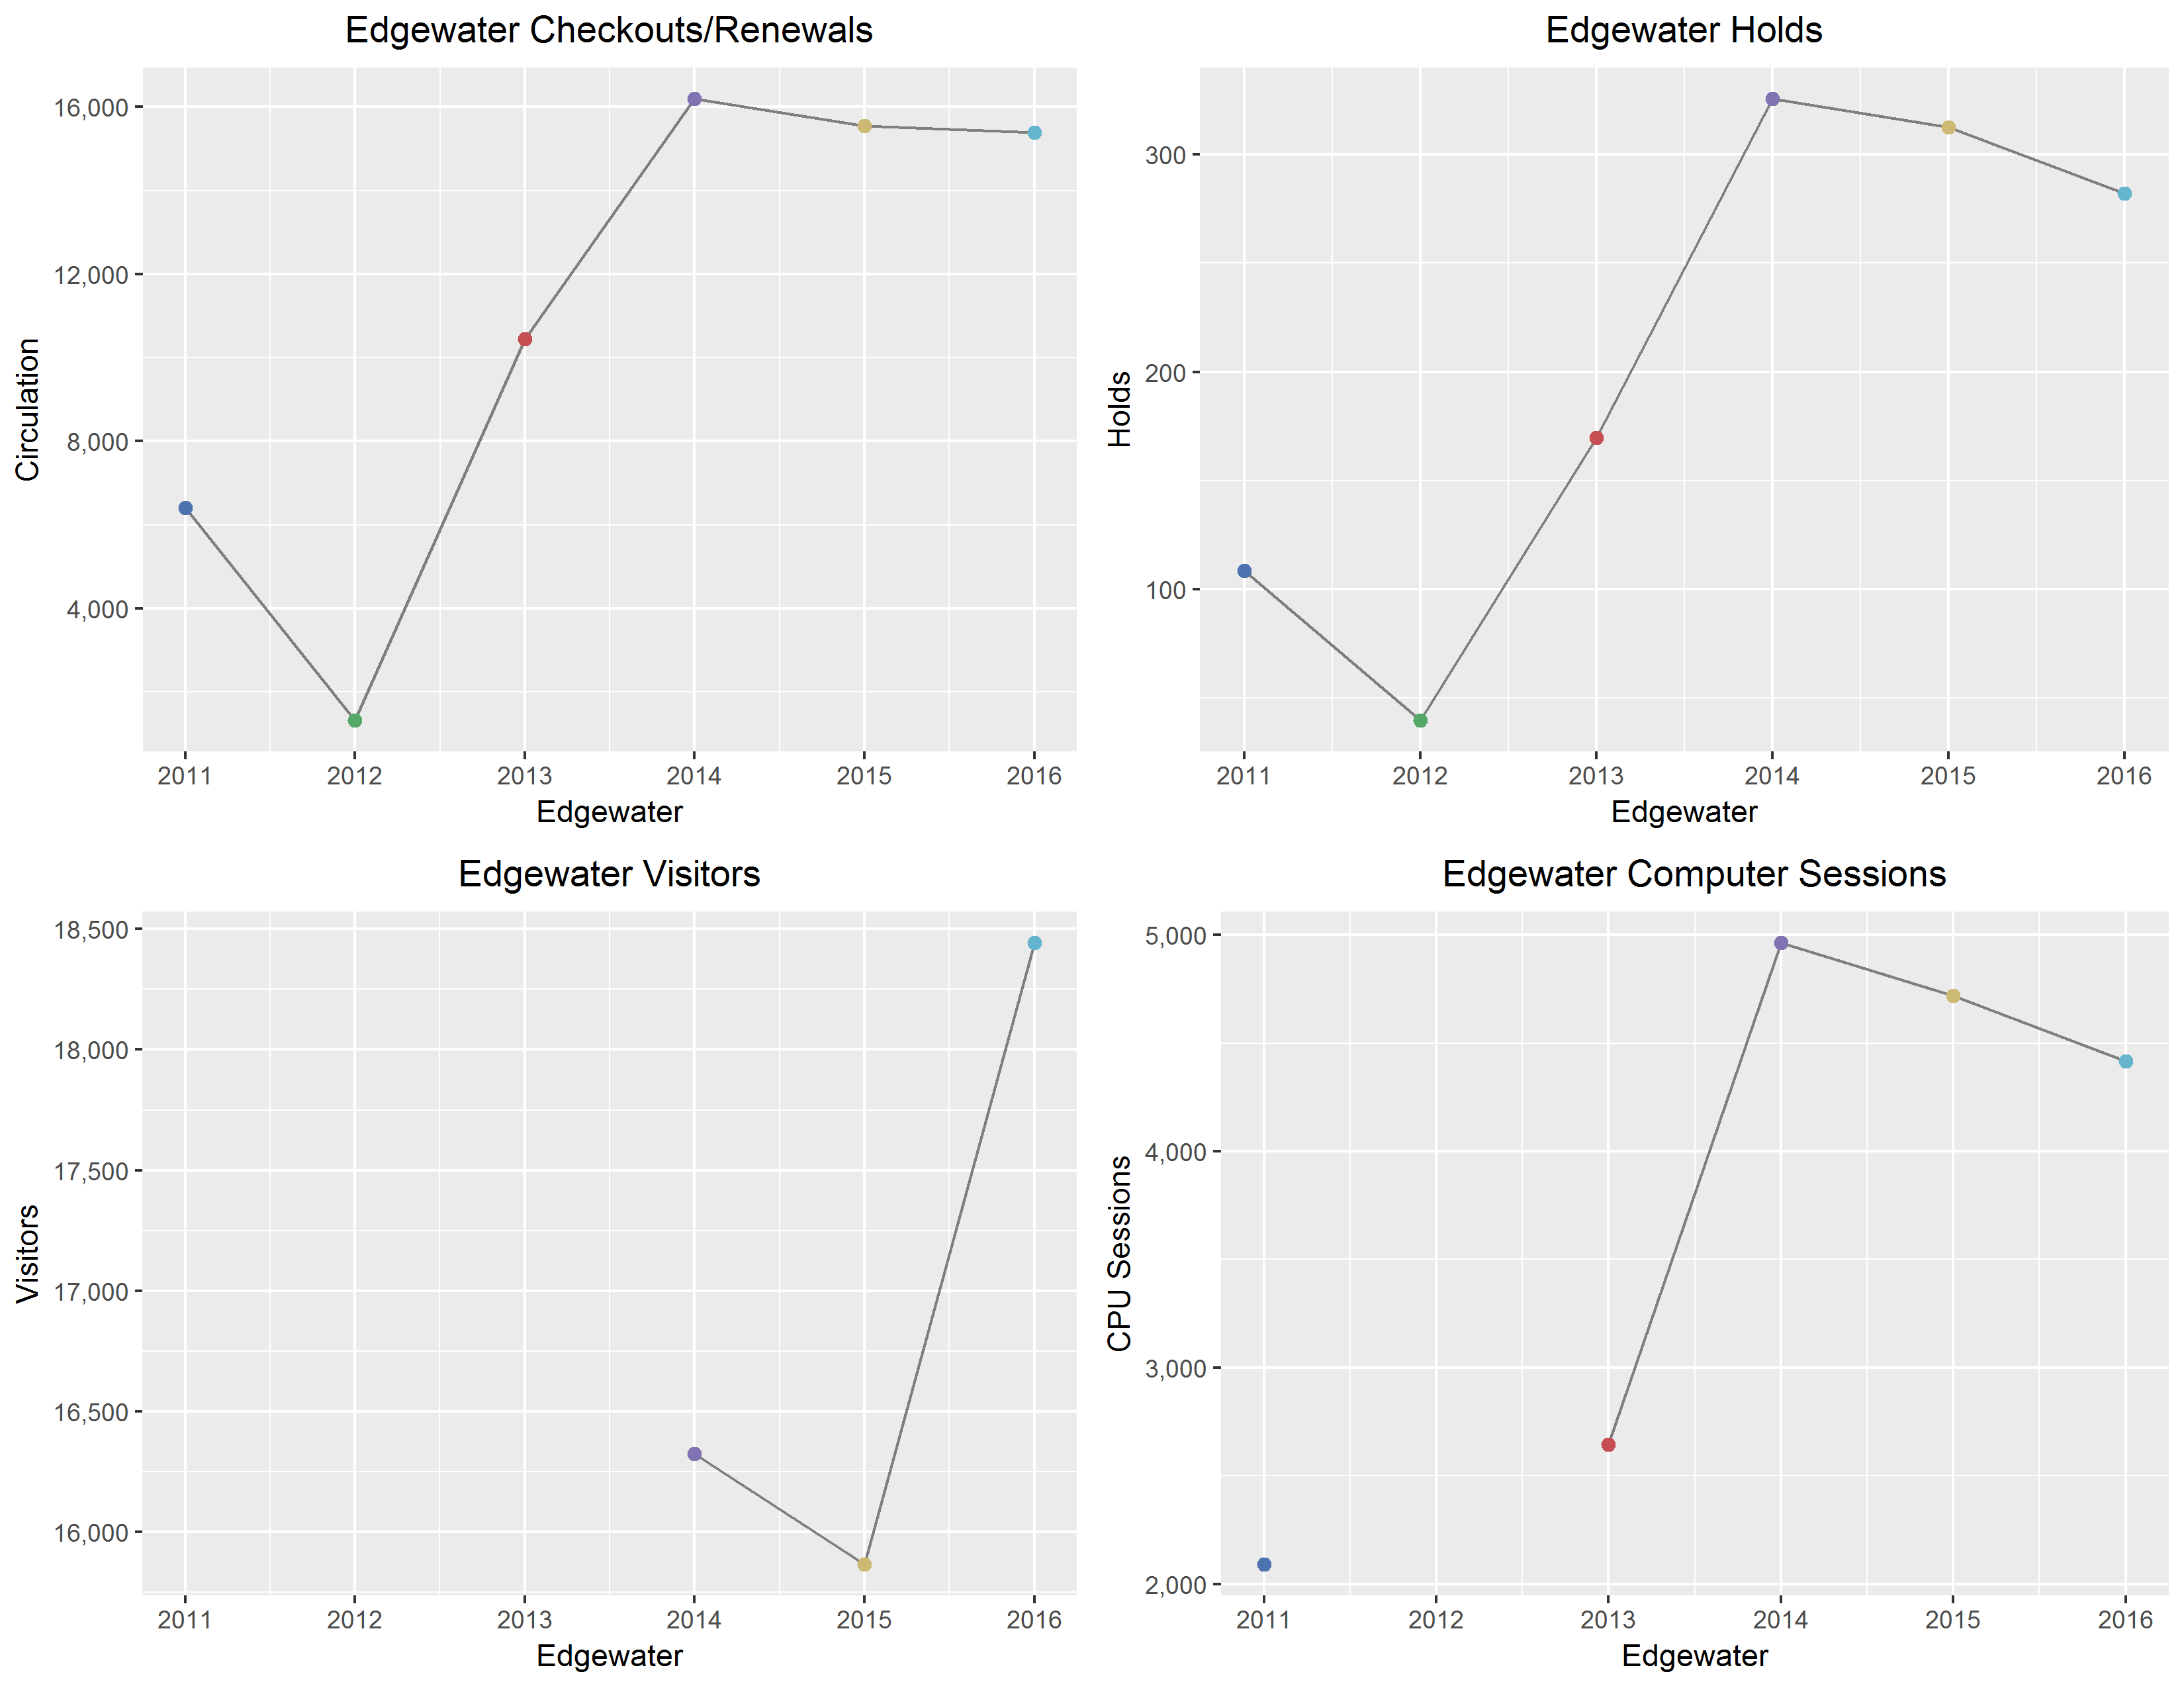 Edgewater Checkouts/Renewals
Circulation
16,000
12,000
8,000
4,000
2011 2012 2013 2014 2015 2016
Edgewater
Edgewater Holds
Holds
300
200
100
2011 2012 2013 2014 2015 2016
Edgewater
Edgewater Visitors
Visitors
18,500
18,000
17,500
17,000
16,500
16,000
2011 2012 2013 2014 2015 2016
Edgewater
Edgewater Computer Sessions
CPU Sessions
5,000
4,000
3,000
2,000
2011 2012 2013 2014 2015 2016
Edgewater